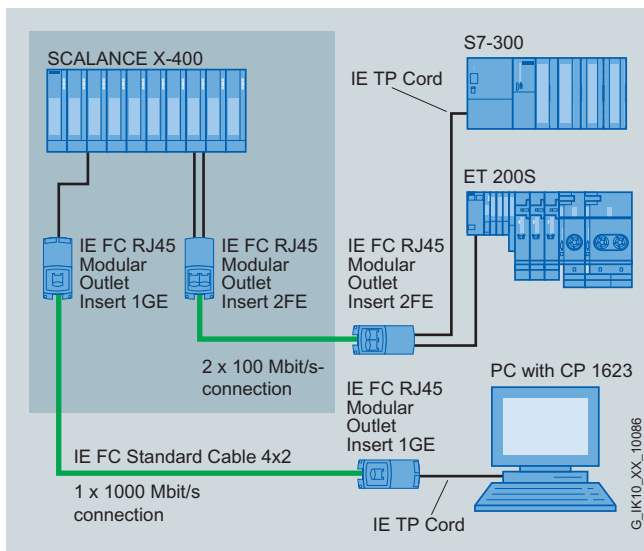 SCALANCE X-400
S7-300
IE TP Cord
ET 200S
IE FC RJ45
Modular
Outlet
Insert 1GE
IE FC RJ45
Modular
Outlet
Insert 2FE
IE FC RJ45
Modular
Outlet
Insert 2FE
2 x 100 Mbit/s-
connection
PC with CP 1623
IE FC RJ45
Modular
Outlet
Insert 1GE
IE FC Standard Cable 4x2
1 x 1000 Mbit/s
connection
IE TP Cord
G_IK10_XX_10086